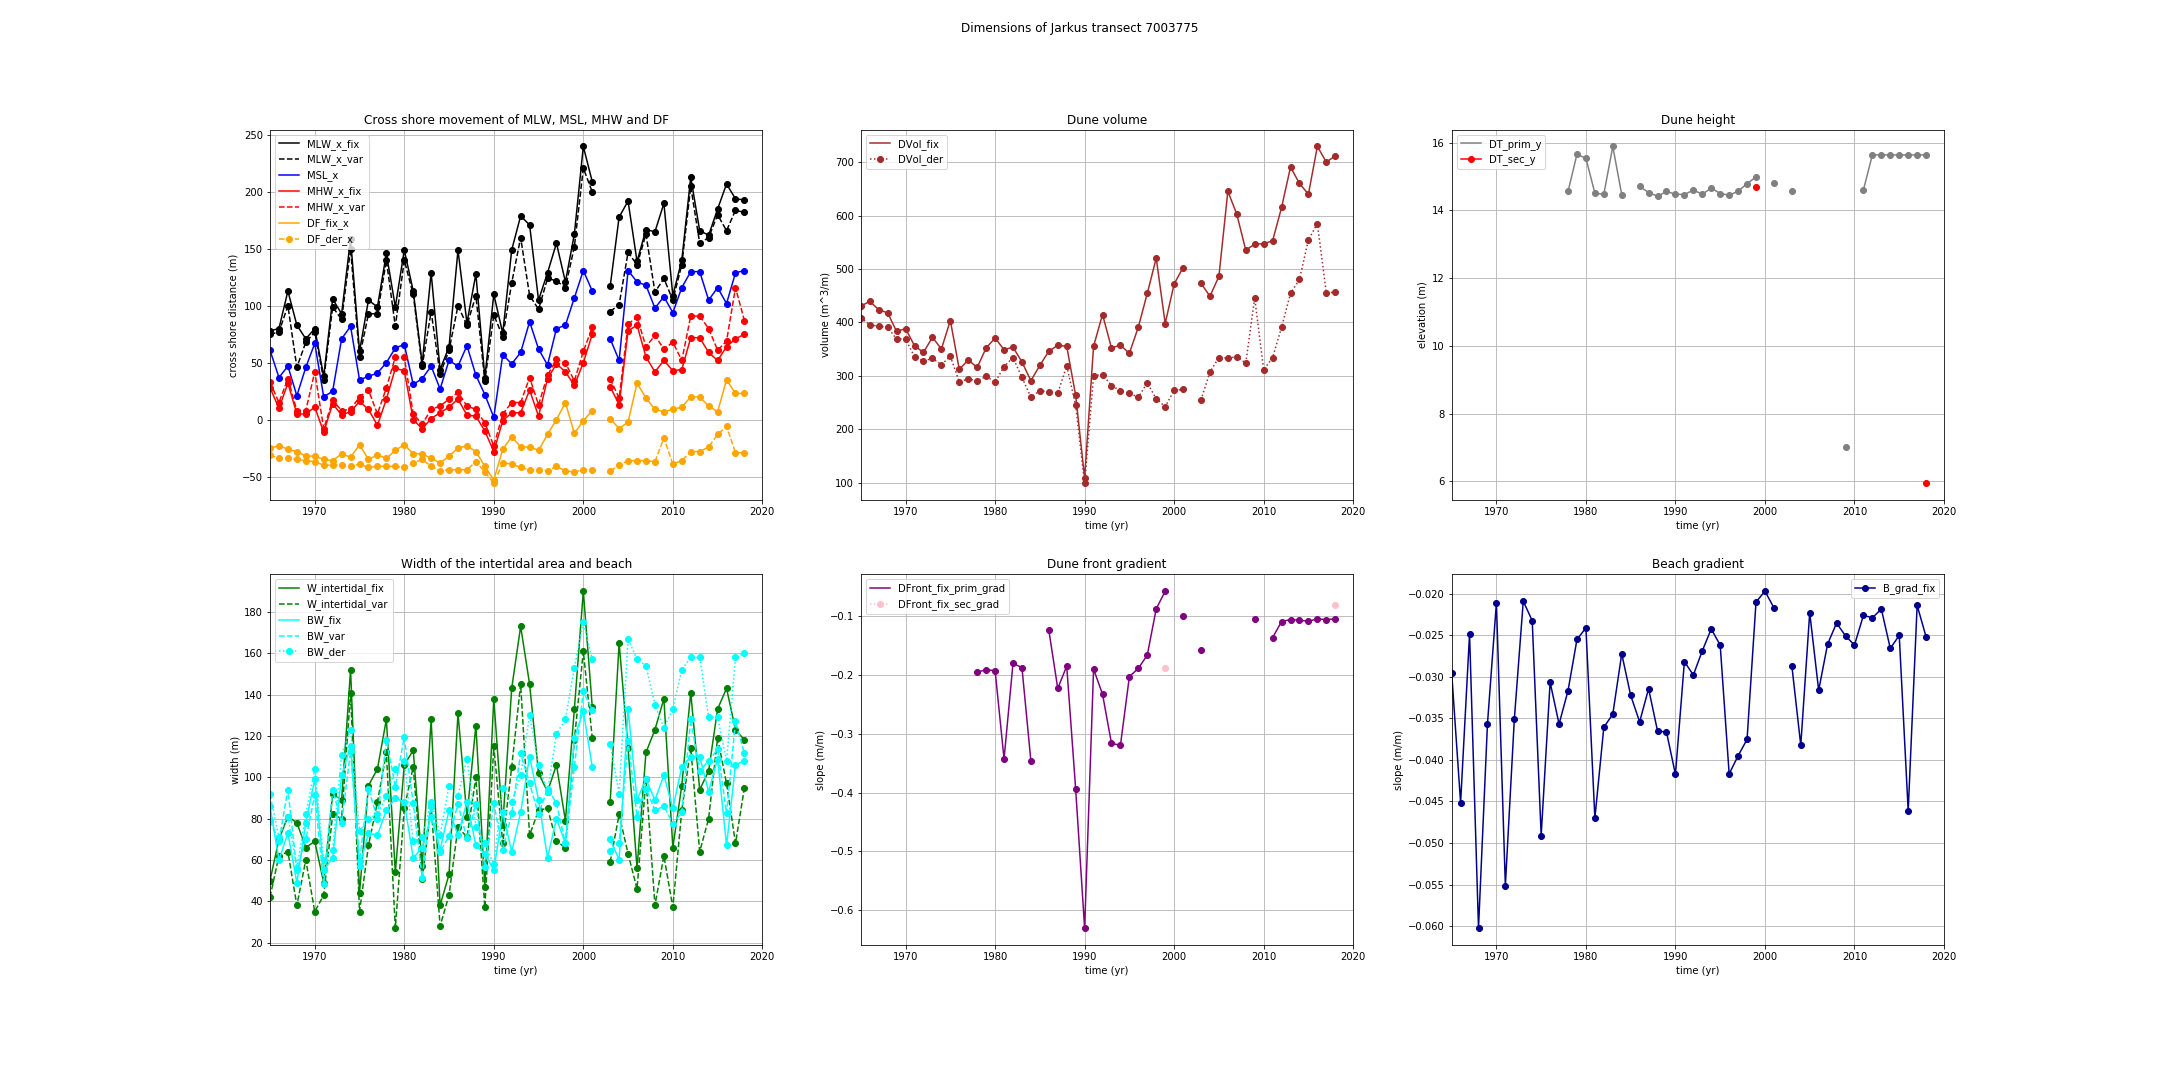 Dimensions of Jarkus transect 7003775
Cross shore movement of MLW, MSL, MHW and DF
250
200
150
100
50
0
−50
cross shore distance (m)
MLW_x_fix
MLW_x_var
MSL_x
MHW_x_fix
MHW_x_var
DF_fix_x
DF_der_x
1970 1980 1990 2000 2010 2020
time (yr)
Dune volume
700
600
500
400
300
200
100
volume (m^3/m)
DVol_fix
DVol_der
1970 1980 1990 2000 2010 2020
time (yr)
Dune height
16
14
12
10
8
6
elevation (m)
DT_prim_y
DT_sec_y
1970 1980 1990 2000 2010 2020
time (yr)
Width of the intertidal area and beach
180
160
140
120
100
80
60
40
20
width (m)
W_intertidal_fix
W_intertidal_var
BW_fix
BW_var
BW_der
1970 1980 1990 2000 2010 2020
time (yr)
Dune front gradient
−0.1
−0.2
−0.3
−0.4
−0.5
−0.6
slope (m/m)
DFront_fix_prim_grad
DFront_fix_sec_grad
1970 1980 1990 2000 2010 2020
time (yr)
Beach gradient
−0.020
−0.025
−0.030
−0.035
−0.040
−0.045
−0.050
−0.055
−0.060
slope (m/m)
B_grad_fix
1970 1980 1990 2000 2010 2020
time (yr)